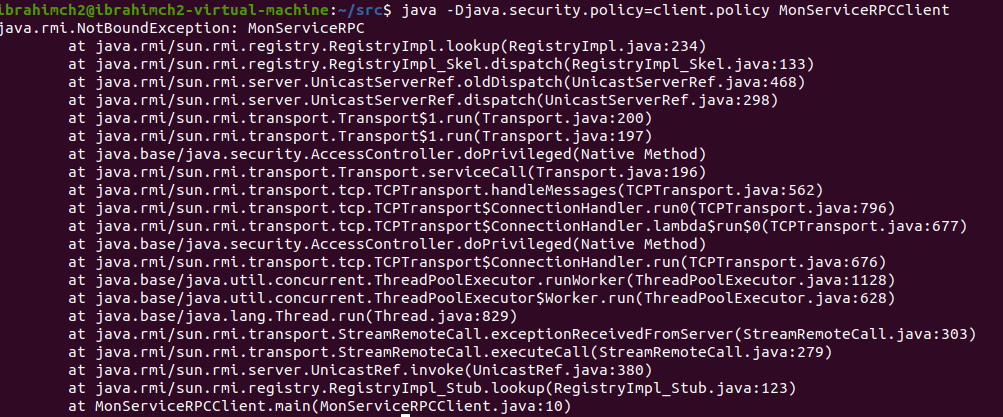 ibrahimch2@ibrahimch2-virtual-machine:~/src$ java -Djava.security.policy=client.policy MonServiceRPCClient
java.rmi.NotBoundException: MonServiceRPC
at java.rmi/sun.rmi.registry.RegistryImpl.lookup(RegistryImpl.java:234)
at java.rmi/sun.rmi.registry.RegistryImpl_Skel.dispatch(RegistryImpl_Skel.java:133)
at java.rmi/sun.rmi.server.UnicastServerRef.oldDispatch(UnicastServerRef.java:468)
at java.rmi/sun.rmi.server.UnicastServerRef.dispatch(UnicastServerRef.java:298)
at java.rmi/sun.rmi.transport.Transport$1.run(Transport.java:200)
at java.rmi/sun.rmi.transport.Transport$1.run(Transport.java:197)
at java.base/java.security.AccessController.doPrivileged(Native Method)
at java.rmi/sun.rmi.transport.Transport.serviceCall(Transport.java:196)
at java.rmi/sun.rmi.transport.tcp.TCPTransport.handleMessages(TCPTransport.java:562)
at java.rmi/sun.rmi.transport.tcp.TCPTransport$ConnectionHandler.run0(TCPTransport.java:796)
at java.rmi/sun.rmi.transport.tcp.TCPTransport$ConnectionHandler.lambda$run$0(TCPTransport.java:677)
at java.base/java.security.AccessController.doPrivileged(Native Method)
at java.rmi/sun.rmi.transport.tcp.TCPTransport$ConnectionHandler.run(TCPTransport.java:676)
at java.base/java.util.concurrent.ThreadPoolExecutor.runWorker(ThreadPoolExecutor.java:1128)
at java.base/java.util.concurrent.ThreadPoolExecutor$Worker.run(ThreadPoolExecutor.java:628)
at java.base/java.lang.Thread.run(Thread.java:829)
at java.rmi/sun.rmi.transport.StreamRemoteCall.exceptionReceivedFromServer(StreamRemoteCall.java:303)
at java.rmi/sun.rmi.transport.StreamRemoteCall.executeCall(StreamRemoteCall.java:279)
at java.rmi/sun.rmi.server.UnicastRef.invoke(UnicastRef.java:380)
at java.rmi/sun.rmi.registry.RegistryImpl_Stub.lookup(RegistryImpl_Stub.java:123)
at MonServiceRPCClient.main(MonServiceRPCClient.java:10)